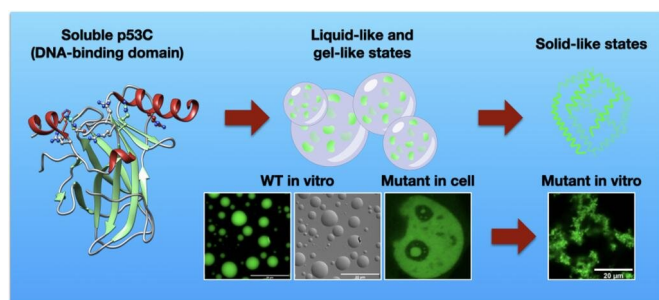 Soluble p53C
(DNA-binding domain)
Liquid-like and
gel-like states
Solid-like states
WT in vitro
Mutant in cell
Mutant in vitro
20 μm